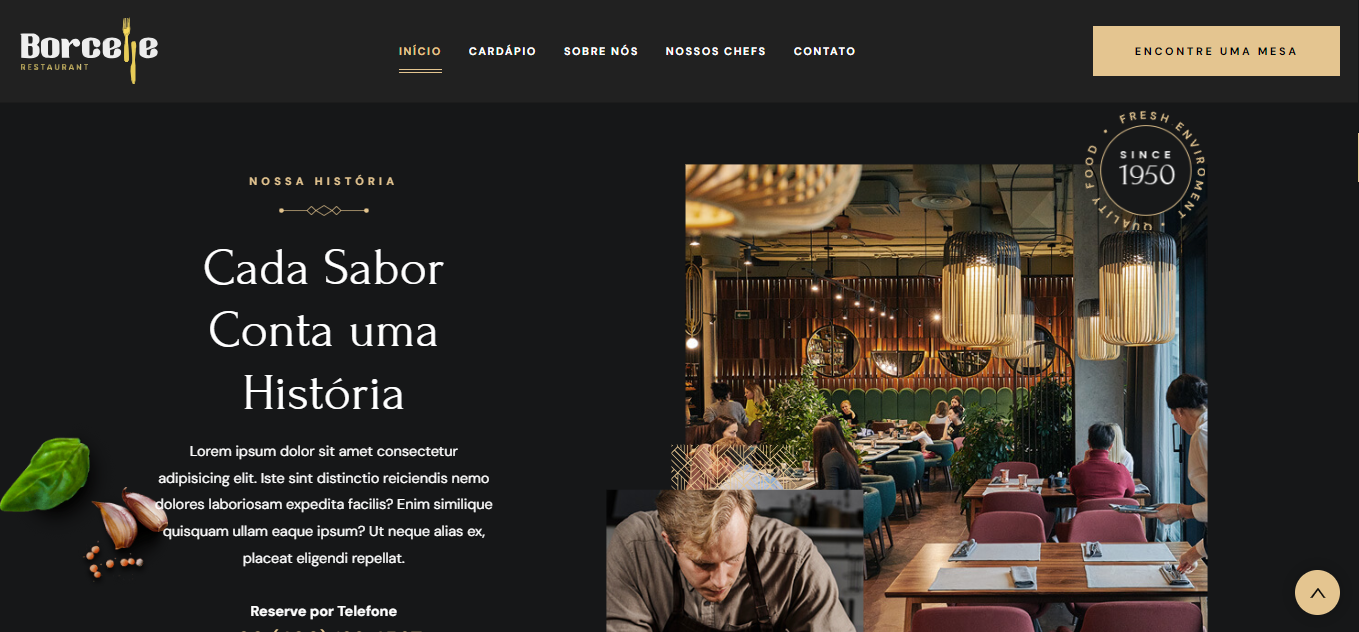 Borcelle
RESTAURANT
INÍCIO
CARDÁPIO
SOBRE NÓS
NOSSOS CHEFS
CONTATO
ENCONTRE UMA MESA
NOSSA HISTÓRIA
Cada Sabor
Conta uma
História
Lorem ipsum dolor sit amet consectetur
adipisicing elit. Iste sint distinctio reiciendis nemo
dolores laboriosam expedita facilis? Enim similique
quisquam ullam eaque ipsum? Ut neque alias ex,
placeat eligendi repellat.
Reserve por Telefone
• FRESH ENVIROMENT • QUALITY FOOD
SINCE
1950